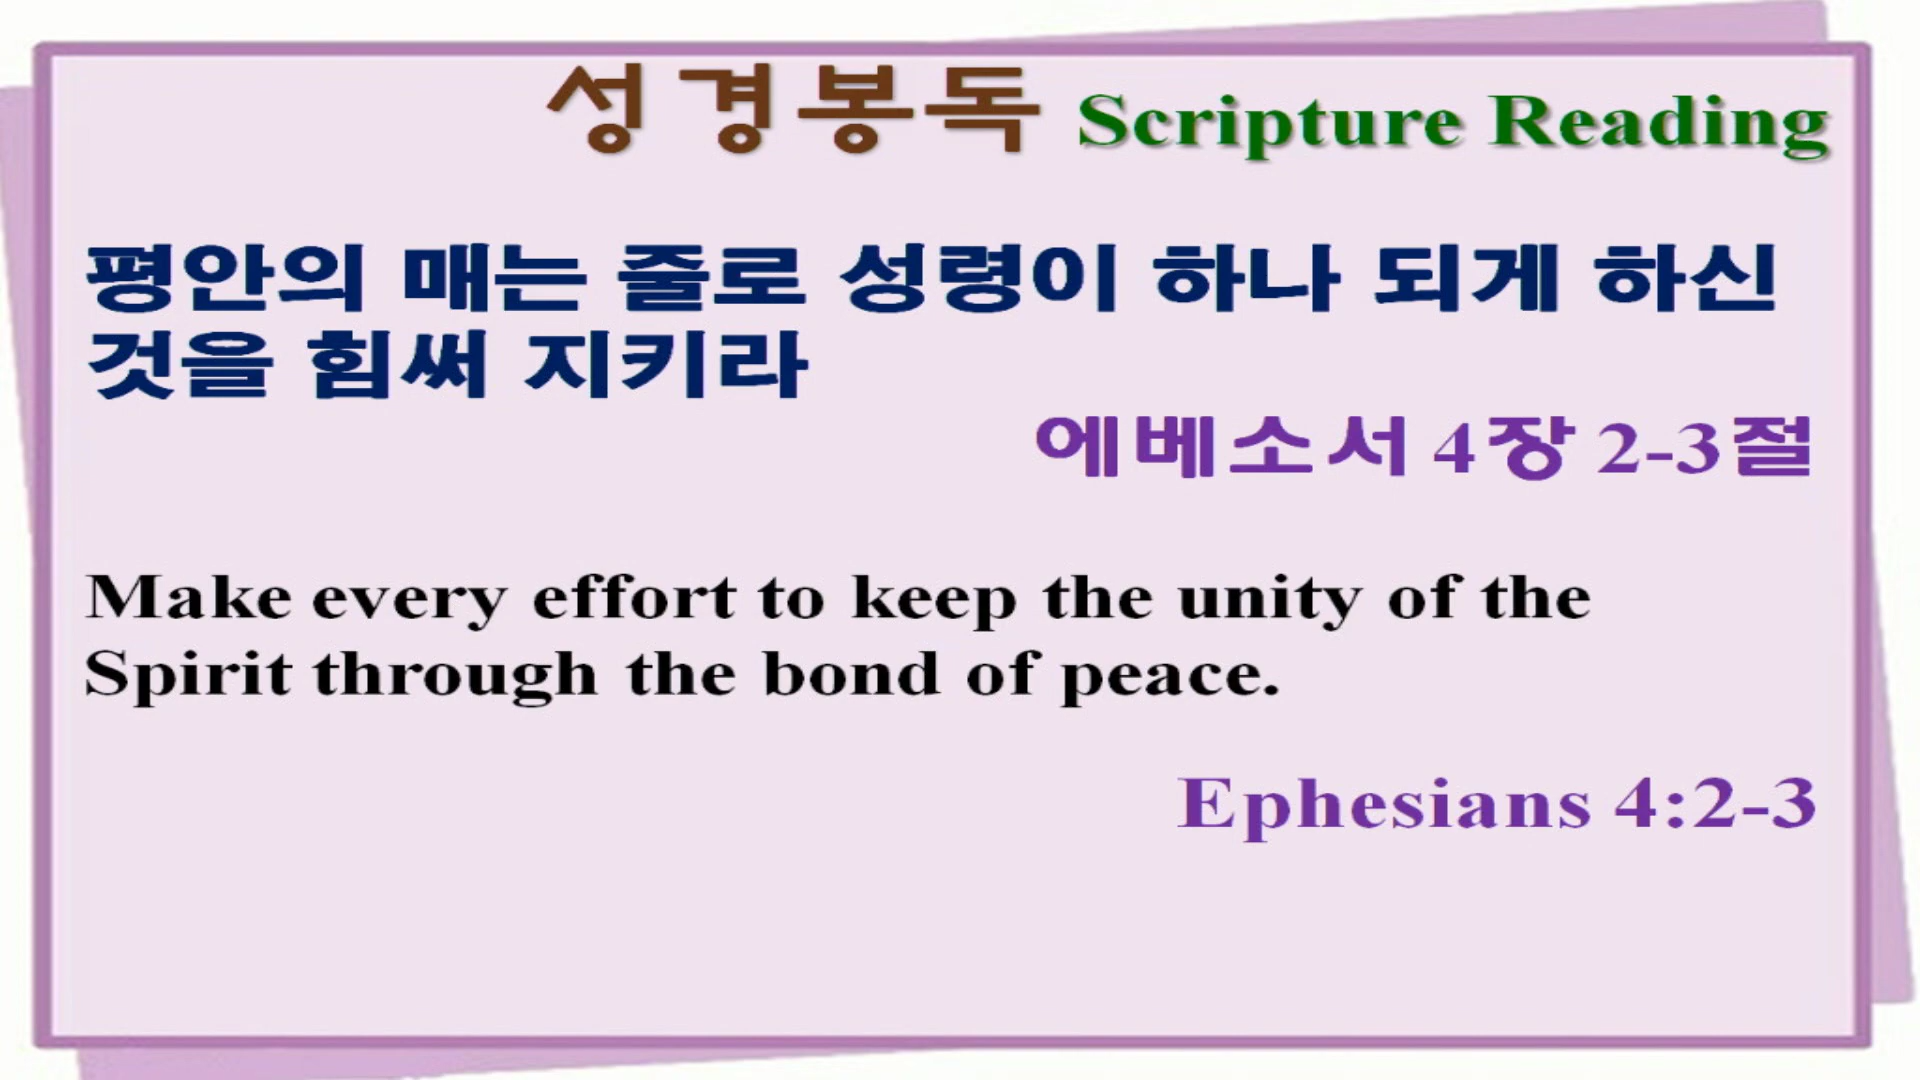 성경봉독 Scripture Reading
평안의 매는 줄로 성령이 하나 되게 하신
것을 힘써 지키라
에베소서 4장 2-3절
Make every effort to keep the unity of the
Spirit through the bond of peace.
Ephesians 4:2-3